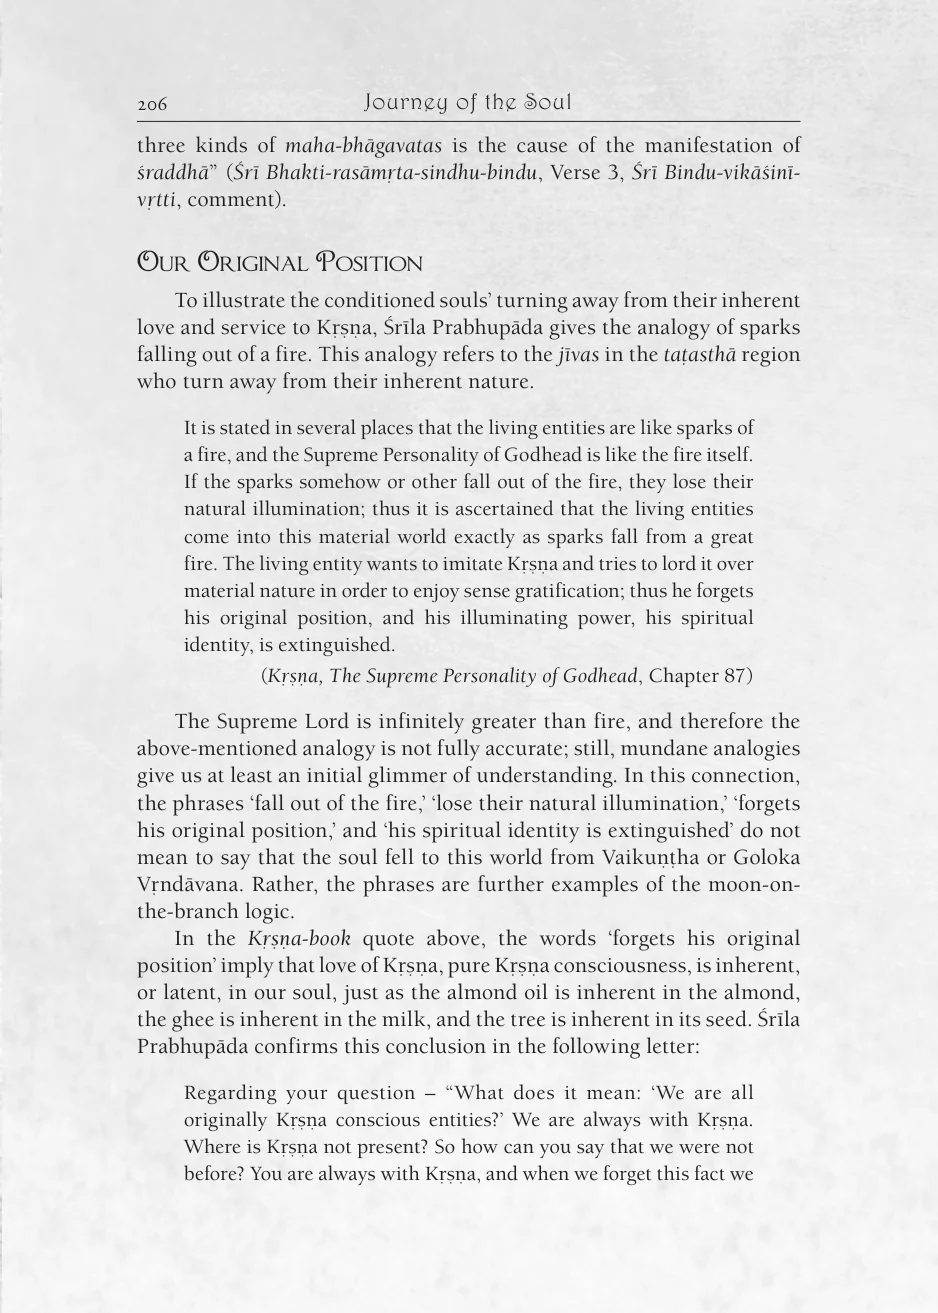 206
Journey of the Soul
three kinds of maha-bhāgavatas is the cause of the manifestation of
śraddhā” (Śrī Bhakti-rasāmṛta-sindhu-bindu, Verse 3, Śrī Bindu-vikāśinī-
vṛtti, comment).
Our Original Position
To illustrate the conditioned souls’ turning away from their inherent
love and service to Kṛṣṇa, Śrīla Prabhupāda gives the analogy of sparks
falling out of a fire. This analogy refers to the jīvas in the taṭasthā region
who turn away from their inherent nature.
It is stated in several places that the living entities are like sparks of
a fire, and the Supreme Personality of Godhead is like the fire itself.
If the sparks somehow or other fall out of the fire, they lose their
natural illumination; thus it is ascertained that the living entities
come into this material world exactly as sparks fall from a great
fire. The living entity wants to imitate Kṛṣṇa and tries to lord it over
material nature in order to enjoy sense gratification; thus he forgets
his original position, and his illuminating power, his spiritual
identity, is extinguished.
(Kṛṣṇa, The Supreme Personality of Godhead, Chapter 87)
The Supreme Lord is infinitely greater than fire, and therefore the
above-mentioned analogy is not fully accurate; still, mundane analogies
give us at least an initial glimmer of understanding. In this connection,
the phrases ‘fall out of the fire,’ ‘lose their natural illumination,’ ‘forgets
his original position,’ and ‘his spiritual identity is extinguished’ do not
mean to say that the soul fell to this world from Vaikuṇṭha or Goloka
Vṛndāvana. Rather, the phrases are further examples of the moon-on-
the-branch logic.
In the Kṛṣṇa-book quote above, the words ‘forgets his original
position’ imply that love of Kṛṣṇa, pure Kṛṣṇa consciousness, is inherent,
or latent, in our soul, just as the almond oil is inherent in the almond,
the ghee is inherent in the milk, and the tree is inherent in its seed. Śrīla
Prabhupāda confirms this conclusion in the following letter:
Regarding your question – “What does it mean: ‘We are all
originally Kṛṣṇa conscious entities?’ We are always with Kṛṣṇa.
Where is Kṛṣṇa not present? So how can you say that we were not
before? You are always with Kṛṣṇa, and when we forget this fact we